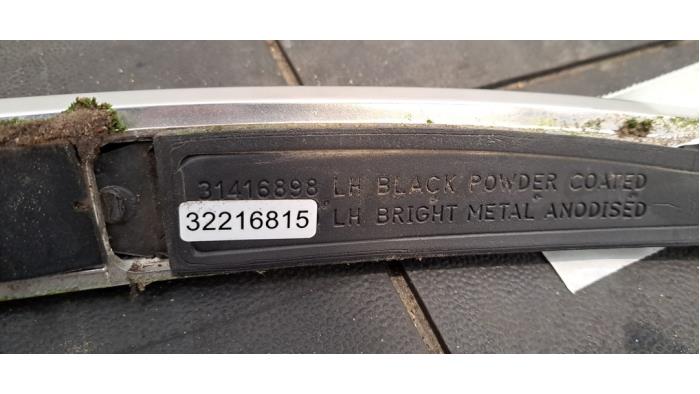 31416898 LH BLACK POWDER COATED
32216815 LH BRIGHT METAL ANODISED